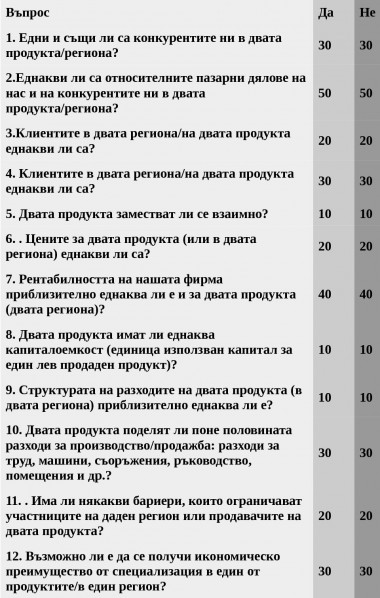 Въпрос Да Не
1. Едни и същи ли са конкурентите ни в двата
продукта/региона? 30 30
2.Еднакви ли са относителните пазарни дялове на
нас и на конкурентите ни в двата
продукта/региона? 50 50
3.Клиентите в двата региона/на двата продукта
еднакви ли са? 20 20
4. Клиентите в двата региона/на двата продукта
еднакви ли са? 30 30
5. Двата продукта заместват ли се взаимно? 10 10
6. . Цените за двата продукта (или в двата
региона) еднакви ли са? 20 20
7. Рентабилността на нашата фирма
приблизително еднаква ли е и за двата продукта
(двата региона)? 40 40
8. Двата продукта имат ли еднаква
капиталоемкост (единица използван капитал за
един лев продаден продукт)? 10 10
9. Структурата на разходите на двата продукта (в
двата региона) приблизително еднаква ли е? 10 10
10. Двата продукта поделят ли поне половината
разходи за производство/продажба: разходи за
труд, машини, съоръжения, ръководство,
помещения и др.? 30 30
11. . Има ли някакви бариери, които ограничават
участниците на даден регион или продавачите на
двата продукта? 20 20
12. Възможно ли е да се получи икономическо
преимущество от специализация в един от
продуктите/в един регион? 30 30